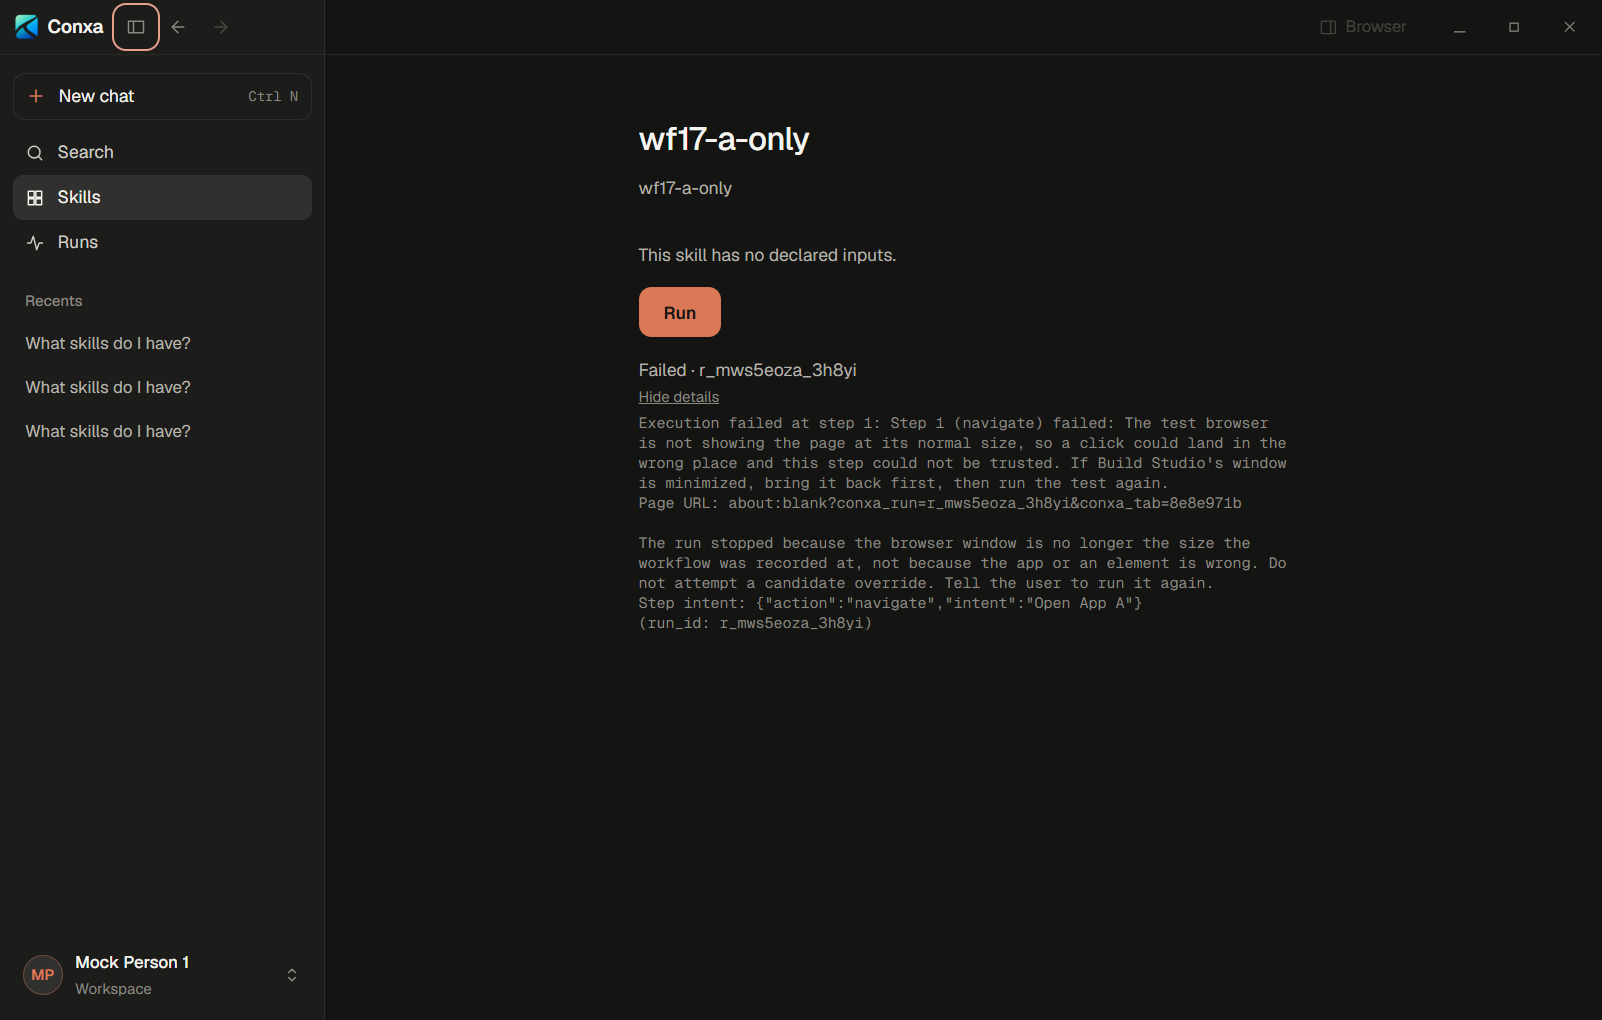 Conxa
Browser
New chat
Ctrl N
Search
Skills
Runs
Recents
What skills do I have?
What skills do I have?
What skills do I have?
MP
Mock Person 1
Workspace
wf17-a-only
wf17-a-only
This skill has no declared inputs.
Run
Failed · r_mws5eoza_3h8yi
Hide details
Execution failed at step 1: Step 1 (navigate) failed: The test browser
is not showing the page at its normal size, so a click could land in the
wrong place and this step could not be trusted. If Build Studio's window
is minimized, bring it back first, then run the test again.
Page URL: about:blank?conxa_run=r_mws5eoza_3h8yi&conxa_tab=8e8e971b
The run stopped because the browser window is no longer the size the
workflow was recorded at, not because the app or an element is wrong. Do
not attempt a candidate override. Tell the user to run it again.
Step intent: {"action":"navigate","intent":"Open App A"}
(run_id: r_mws5eoza_3h8yi)